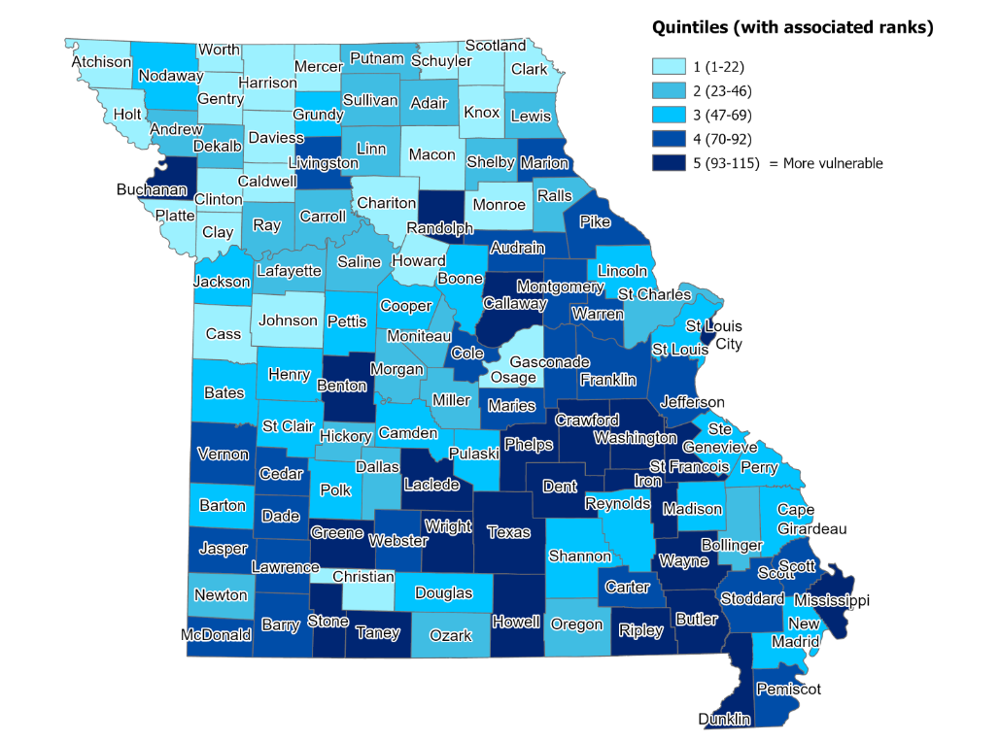 Quintiles (with associated ranks)
1 (1-22)
2 (23-46)
3 (47-69)
4 (70-92)
5 (93-115) = More vulnerable
Atchison
Nodaway
Worth
Gentry
Harrison
Mercer
Putnam
Schuyler
Scotland
Clark
Holt
Andrew
Dekalb
Daviess
Grundy
Sullivan
Adair
Knox
Lewis
Buchanan
Clinton
Caldwell
Livingston
Linn
Macon
Shelby
Marion
Platte
Clay
Ray
Carroll
Chariton
Randolph
Monroe
Ralls
Pike
Jackson
Lafayette
Saline
Howard
Boone
Audrain
Callaway
Montgomery
Lincoln
St Charles
Warren
Cass
Johnson
Pettis
Cooper
Moniteau
Cole
Osage
Gasconade
Franklin
St Louis
St Louis
City
Jefferson
Bates
Henry
Benton
Morgan
Miller
Maries
Crawford
Washington
Ste
Genevieve
St Francois
Perry
St Clair
Hickory
Camden
Pulaski
Phelps
Vernon
Cedar
Polk
Dallas
Laclede
Dent
Iron
Reynolds
Madison
Cape
Girardeau
Bollinger
Barton
Dade
Greene
Webster
Wright
Texas
Shannon
Wayne
Jasper
Lawrence
Christian
Douglas
Carter
Stoddard
Scott
Scott
Mississippi
Newton
McDonald
Barry
Stone
Taney
Ozark
Howell
Oregon
Ripley
Butler
New
Madrid
Pemiscot
Dunklin